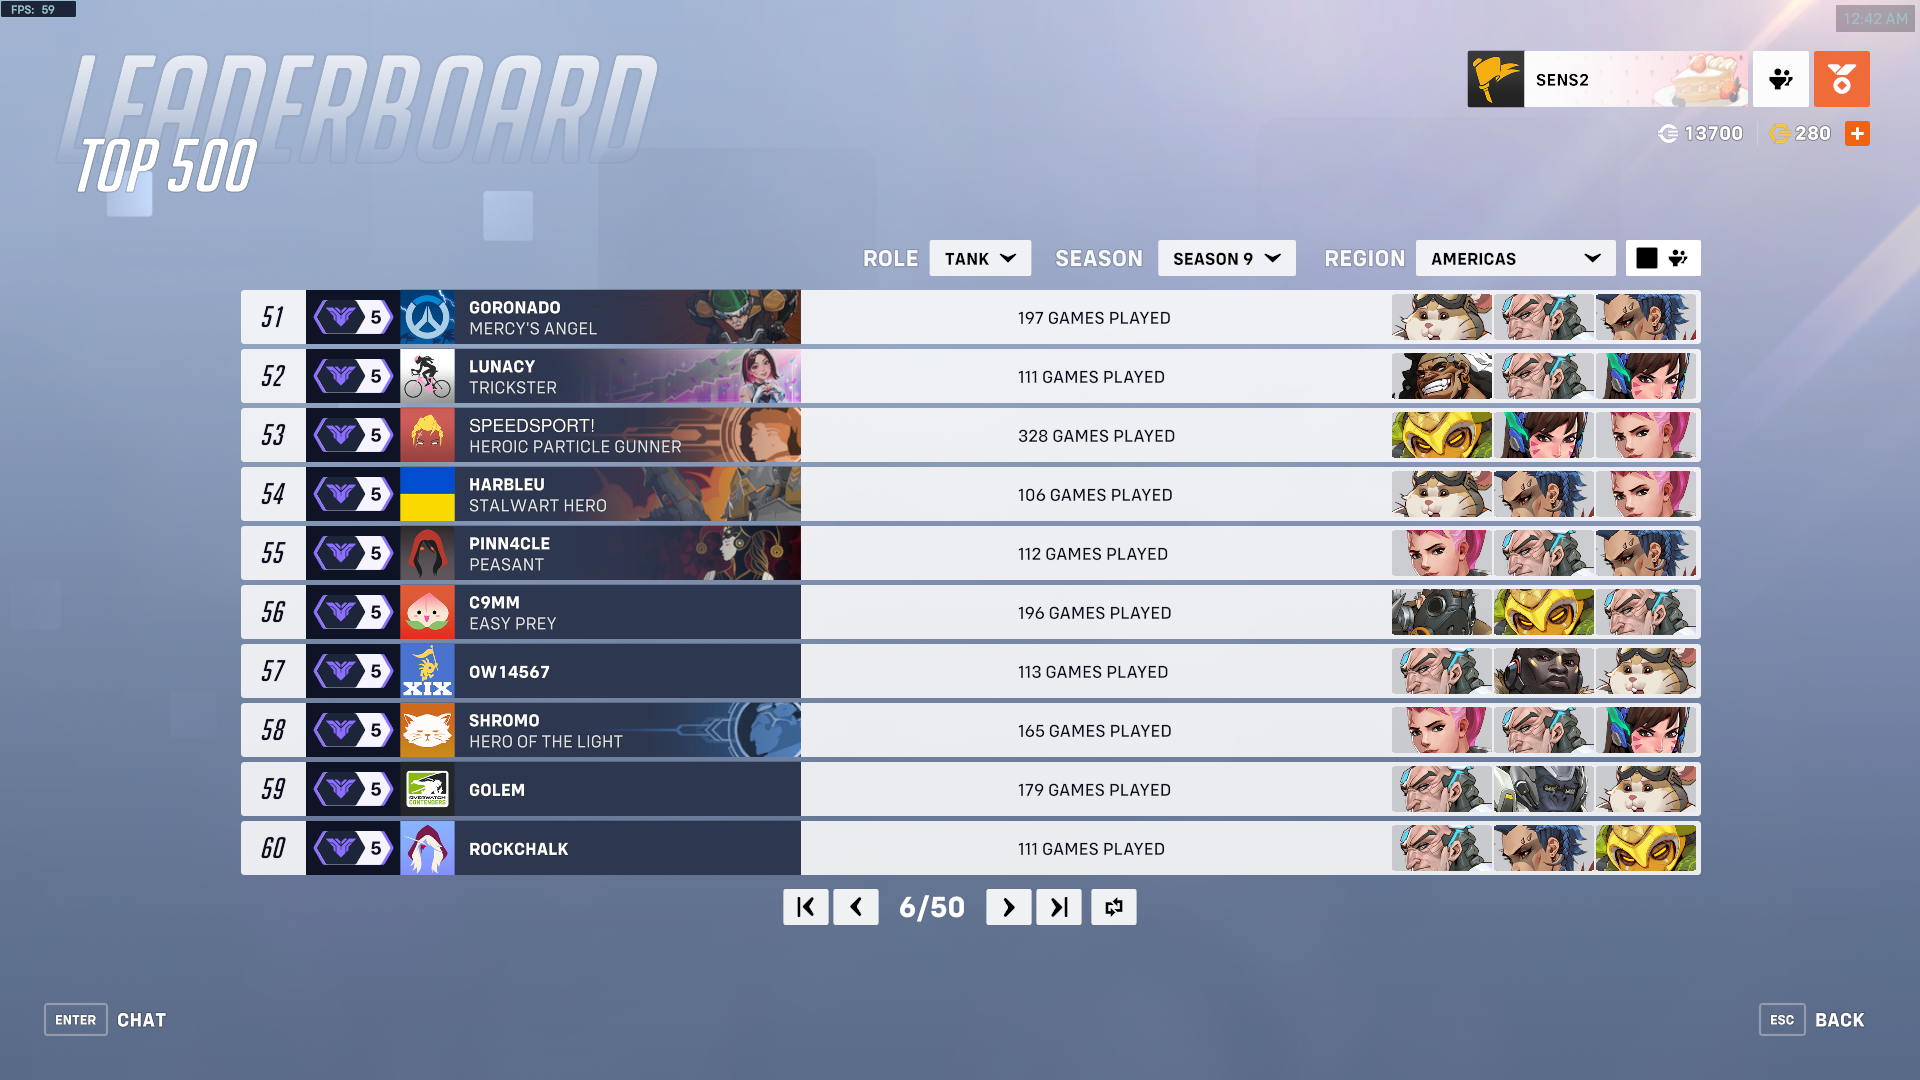 FPS: 59
12:42 AM
LEADERBOARD
TOP 500
SENS2
13700
280
ROLE TANK SEASON SEASON 9 REGION AMERICAS
51 5 GORONADO
MERCY'S ANGEL
197 GAMES PLAYED
52 5 LUNACY
TRICKSTER
111 GAMES PLAYED
53 5 SPEEDSPORT!
HEROIC PARTICLE GUNNER
328 GAMES PLAYED
54 5 HARBLEU
STALWART HERO
106 GAMES PLAYED
55 5 PINN4CLE
PEASANT
112 GAMES PLAYED
56 5 C9MM
EASY PREY
196 GAMES PLAYED
57 5 XIX OW14567
113 GAMES PLAYED
58 5 SHROMO
HERO OF THE LIGHT
165 GAMES PLAYED
59 5 OVERWATCH
CONTENDERS
GOLEM
179 GAMES PLAYED
60 5 ROCKCHALK
111 GAMES PLAYED
6/50
ENTER CHAT
ESC BACK